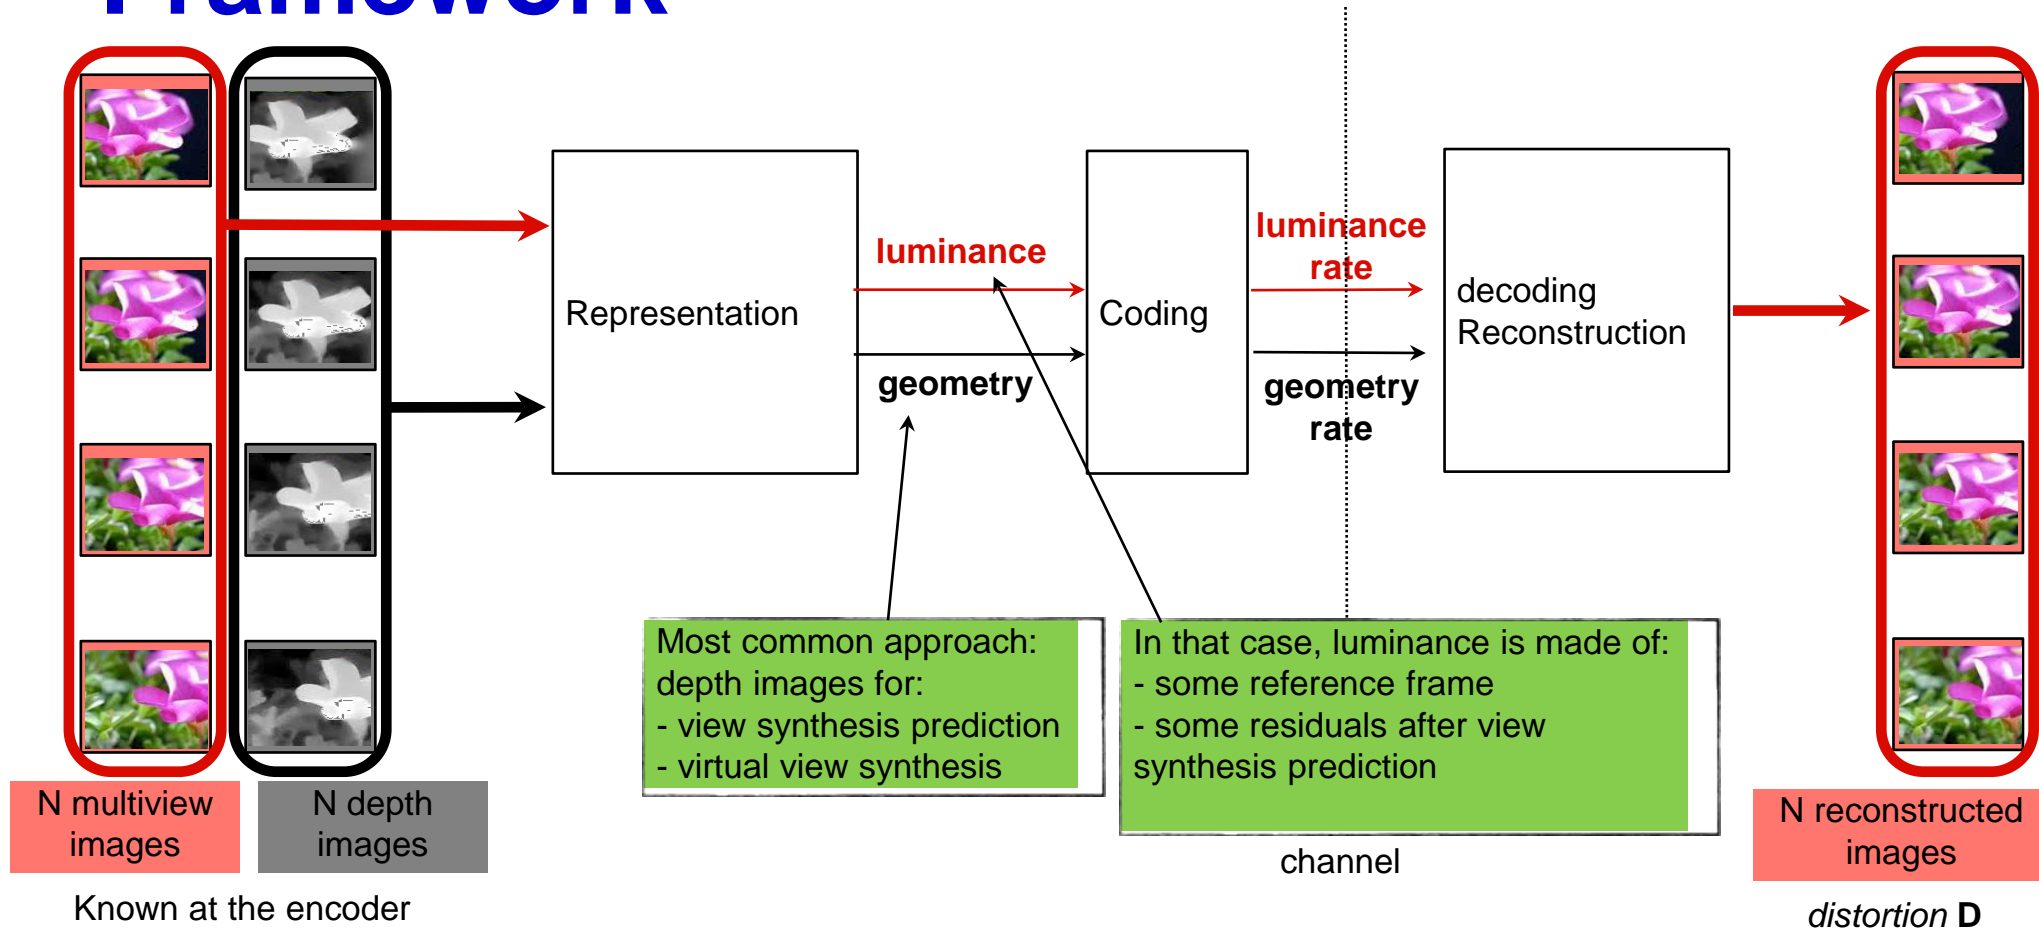 Framework
luminance
luminance
rate
Representation
Coding
decoding
Reconstruction
geometry
geometry
rate
Most common approach:
depth images for:
- view synthesis prediction
- virtual view synthesis
In that case, luminance is made of:
- some reference frame
- some residuals after view
synthesis prediction
N multiview
images
N depth
images
N reconstructed
images
channel
Known at the encoder
distortion D